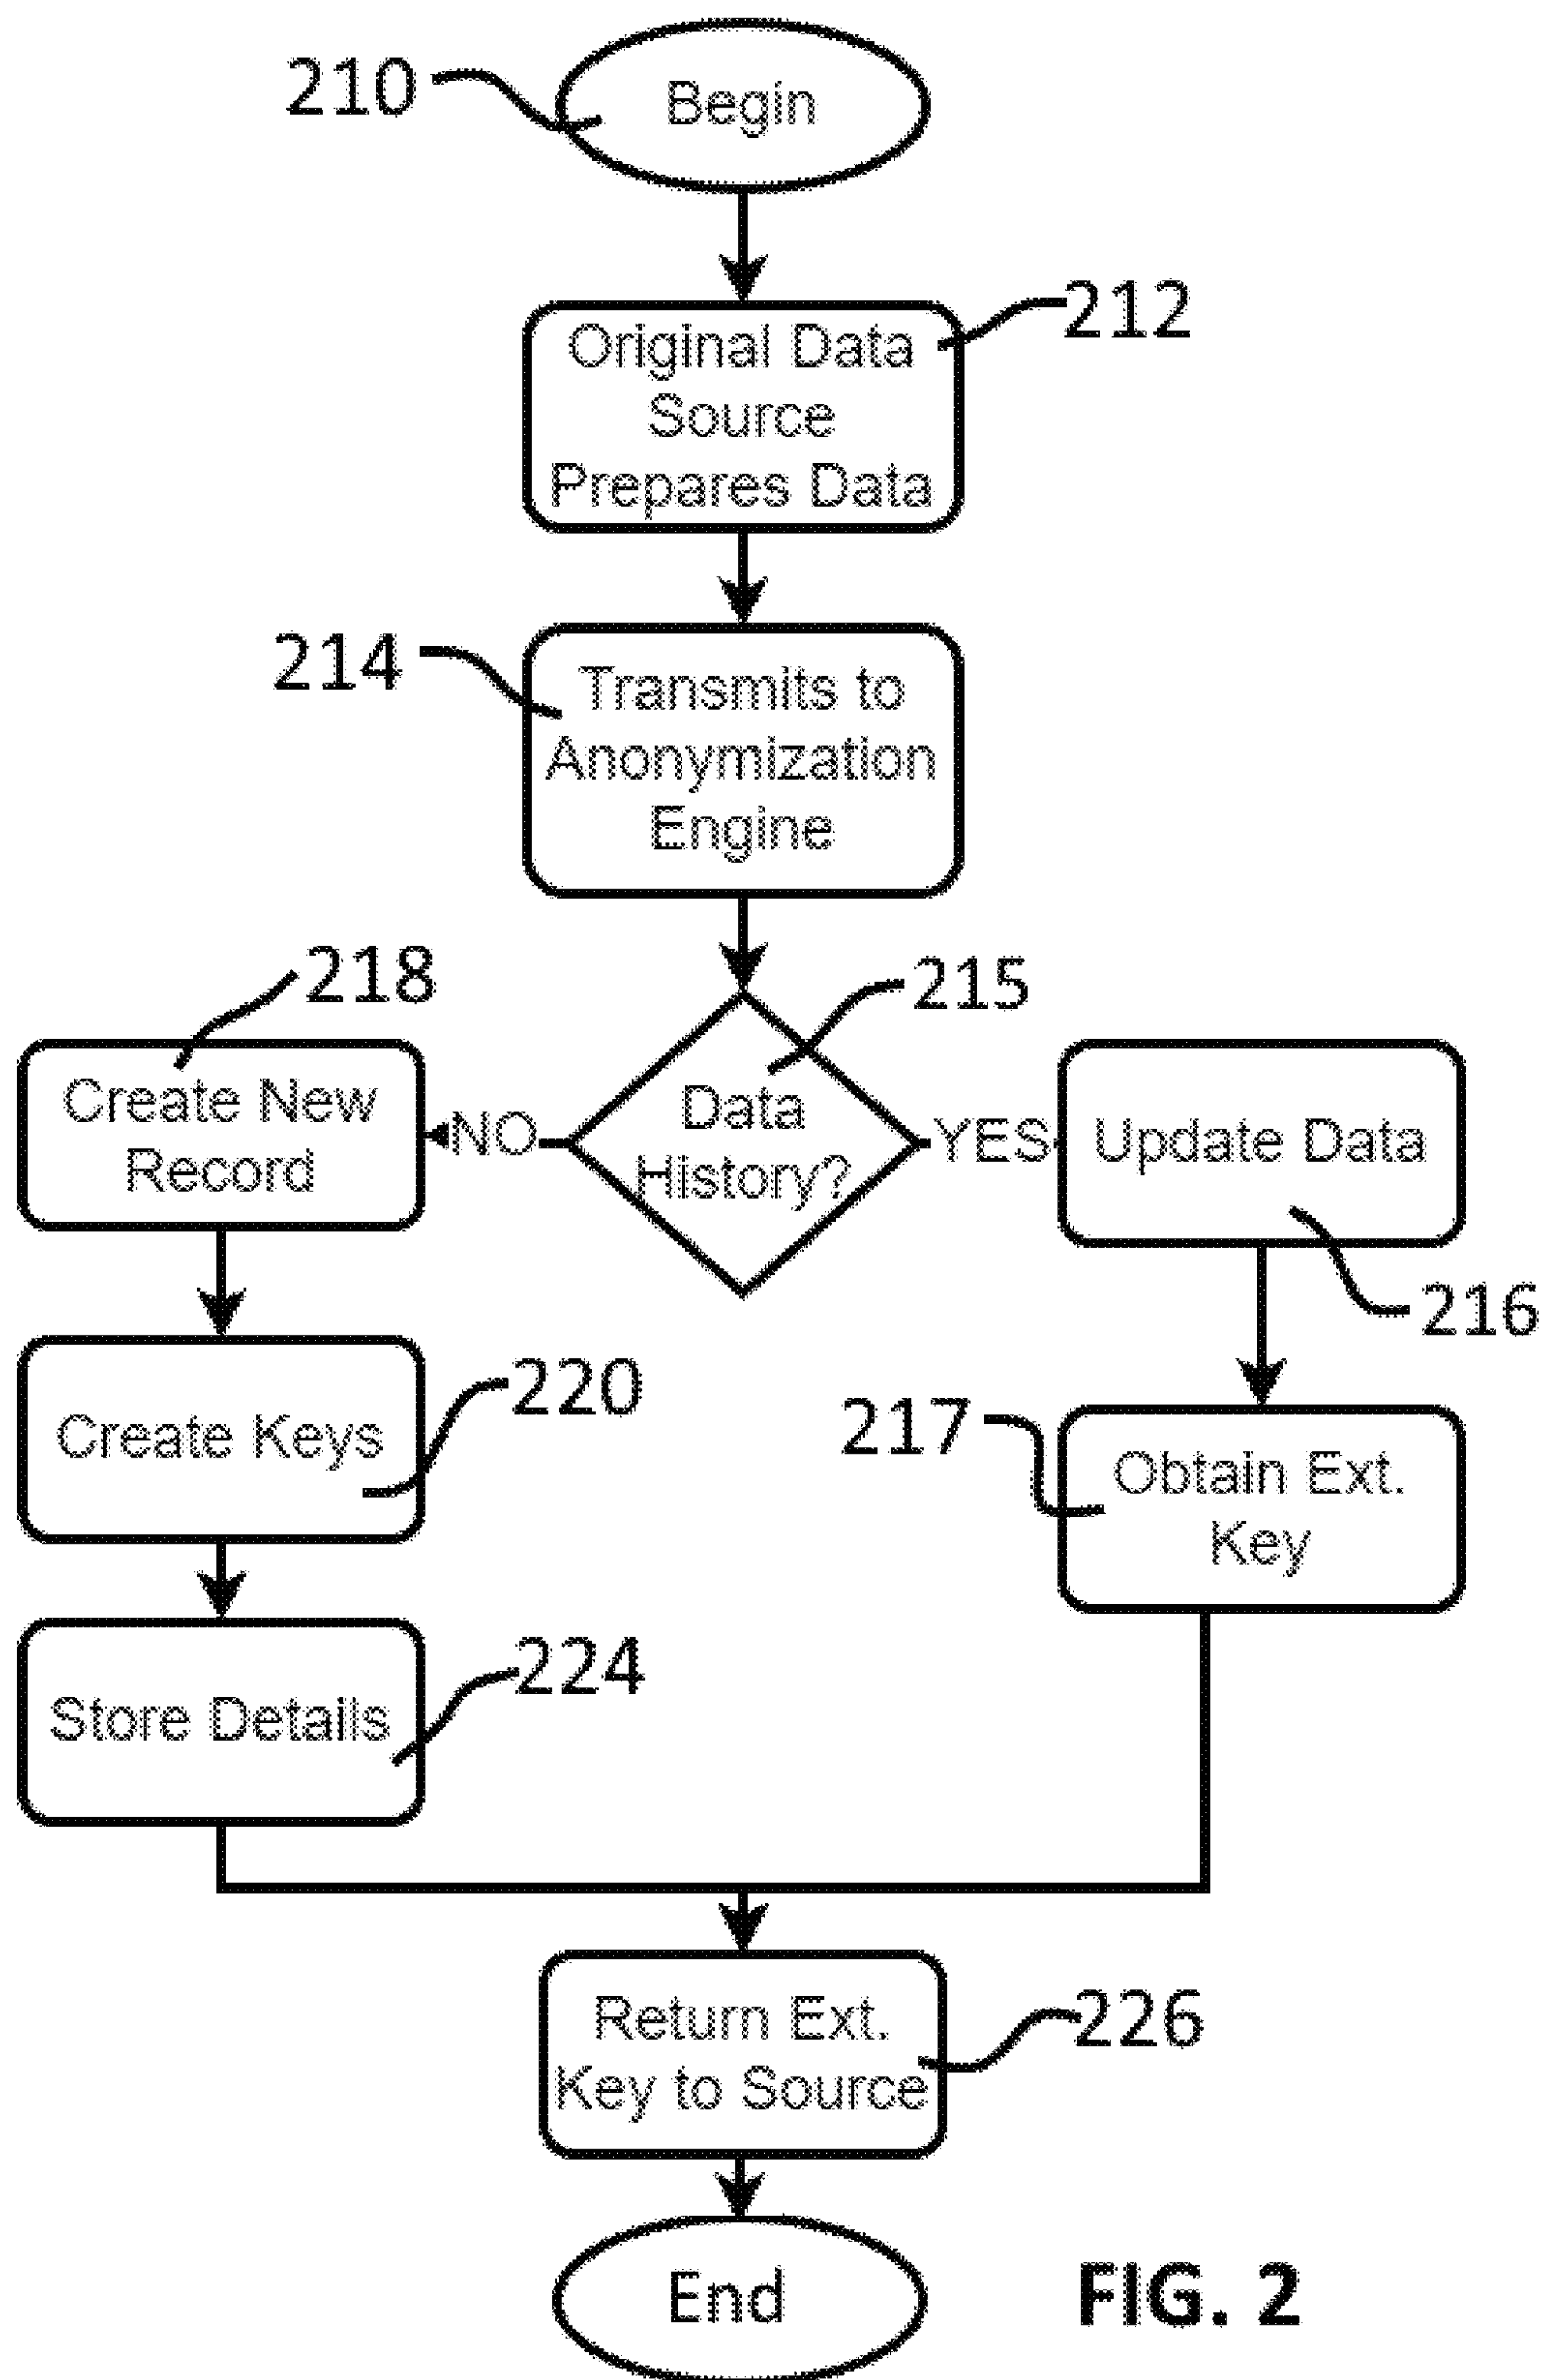 210
Begin
212
Original Data
Source
Prepares Data
214
Transmits to
Anonymization
Engine
218
215
Create New
Record
NO
Data
History?
YES
Update Data
216
220
Create Keys
217
Obtain Ext.
Key
224
Store Details
Return Ext.
Key to Source
226
End
FIG. 2